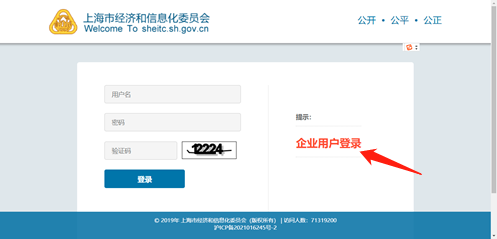 上海市经济和信息化委员会
Welcome To sheitc.sh.gov.cn
公开 • 公平 • 公正
用户名
密码
验证码
12224
登录
提示:
企业用户登录
© 2019年 上海市经济和信息化委员会（版权所有） | 访问人数：71319200
沪ICP备2021016245号-2